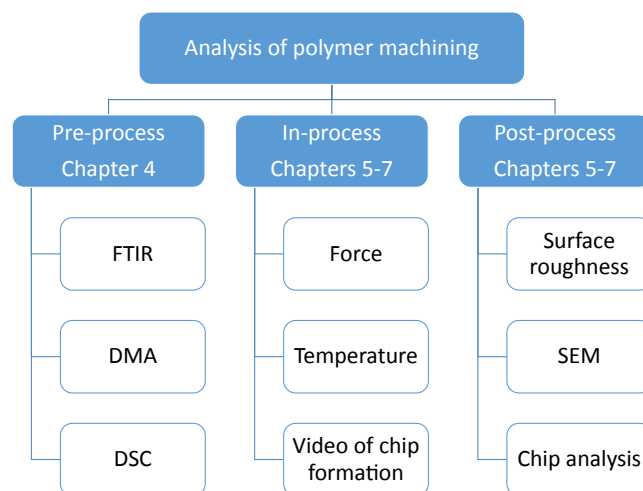 Analysis of polymer machining
Pre-process
Chapter 4
FTIR
DMA
DSC
In-process
Chapters 5-7
Force
Temperature
Video of chip
formation
Post-process
Chapters 5-7
Surface
roughness
SEM
Chip analysis